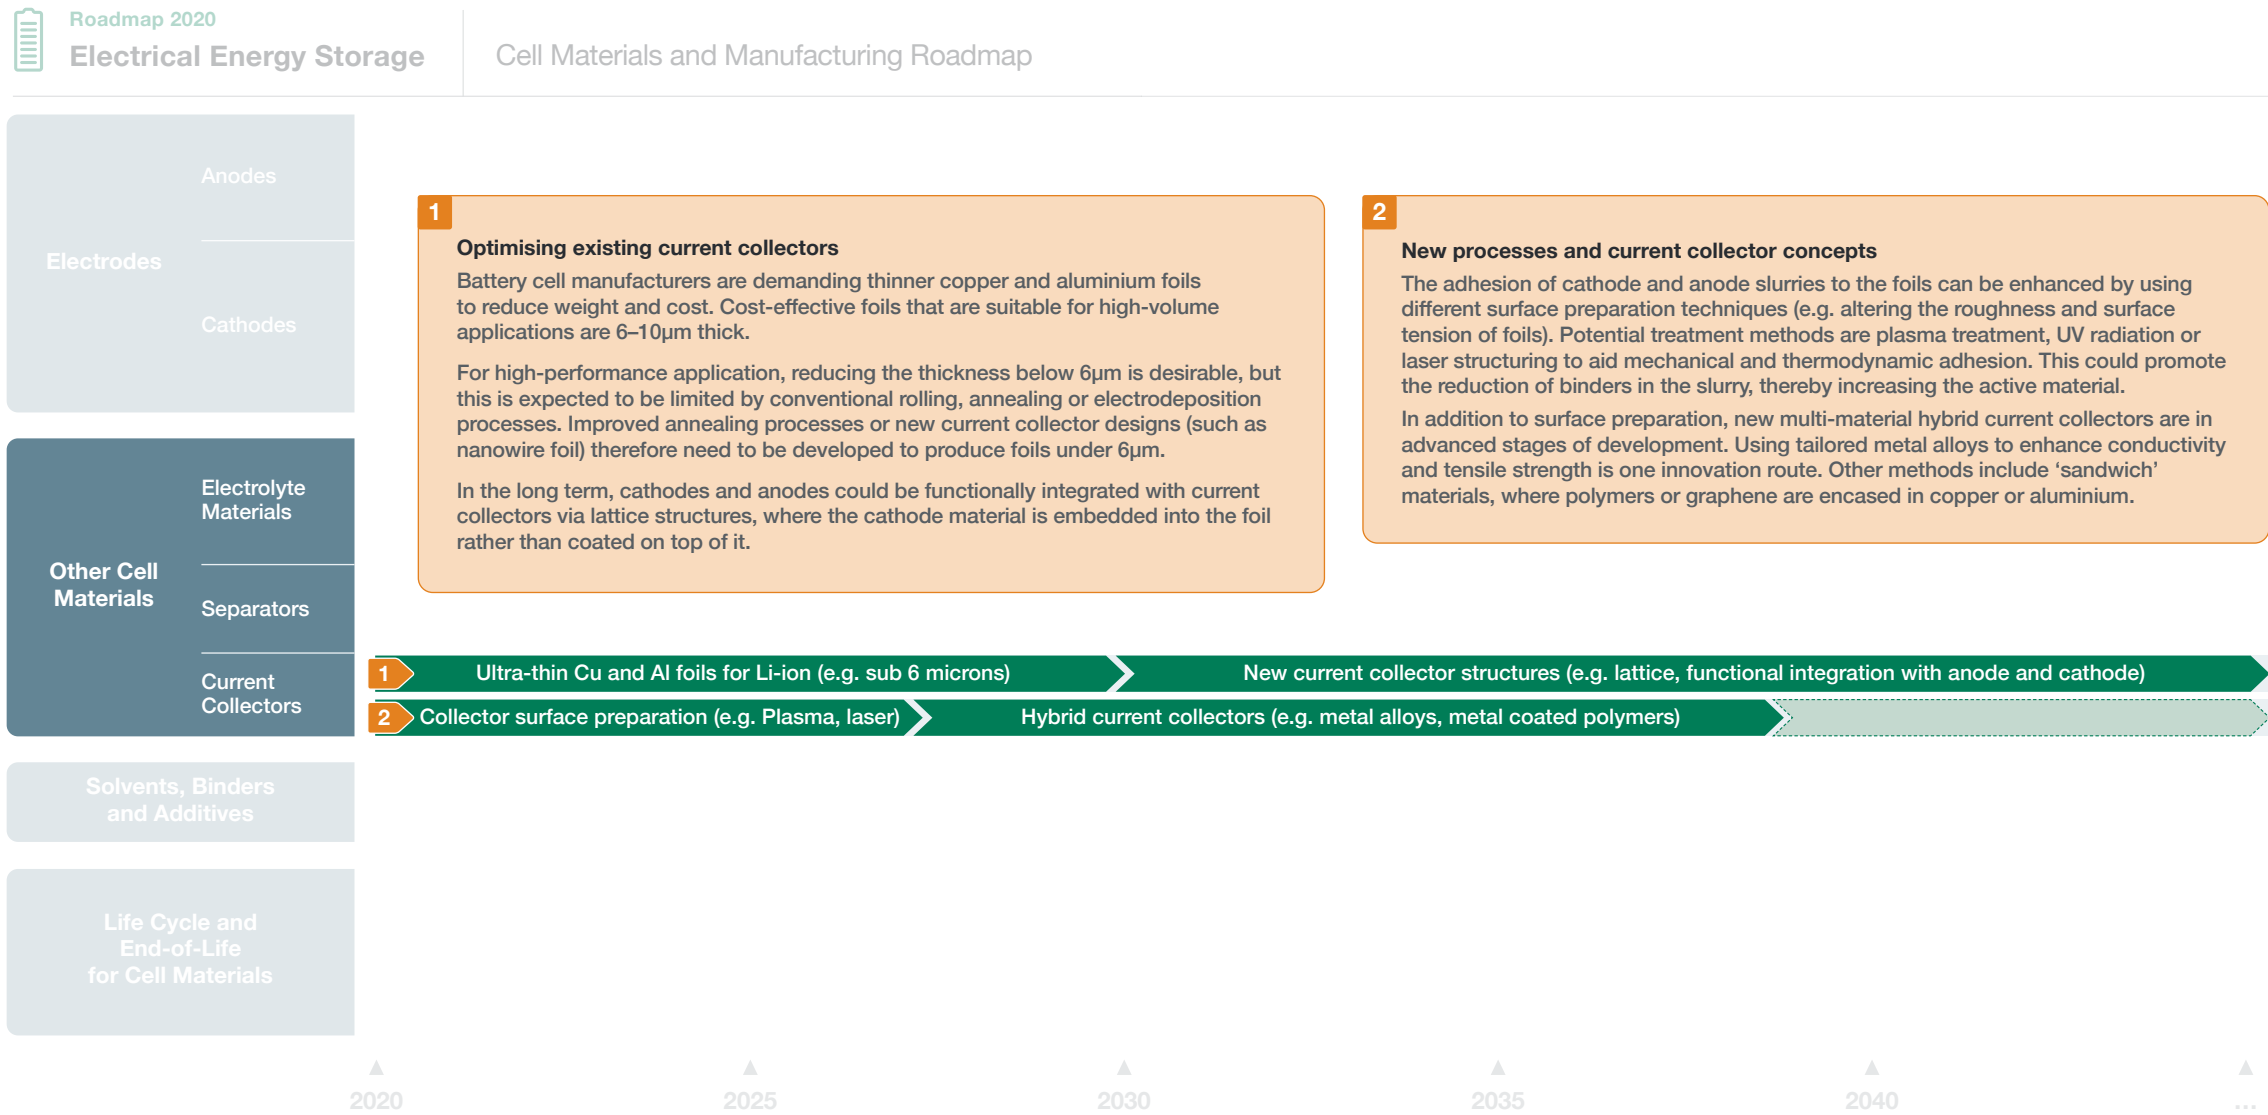 Roadmap 2020
Electrical Energy Storage
Cell Materials and Manufacturing Roadmap
Electrodes
Anodes
Cathodes
Other Cell
Materials
Electrolyte
Materials
Separators
Current
Collectors
Solvents, Binders
and Additives
Life Cycle and
End-of-Life
for Cell Materials
1
Optimising existing current collectors
Battery cell manufacturers are demanding thinner copper and aluminium foils
to reduce weight and cost. Cost-effective foils that are suitable for high-volume
applications are 6–10µm thick.
For high-performance application, reducing the thickness below 6µm is desirable, but
this is expected to be limited by conventional rolling, annealing or electrodeposition
processes. Improved annealing processes or new current collector designs (such as
nanowire foil) therefore need to be developed to produce foils under 6µm.
In the long term, cathodes and anodes could be functionally integrated with current
collectors via lattice structures, where the cathode material is embedded into the foil
rather than coated on top of it.
2
New processes and current collector concepts
The adhesion of cathode and anode slurries to the foils can be enhanced by using
different surface preparation techniques (e.g. altering the roughness and surface
tension of foils). Potential treatment methods are plasma treatment, UV radiation or
laser structuring to aid mechanical and thermodynamic adhesion. This could promote
the reduction of binders in the slurry, thereby increasing the active material.
In addition to surface preparation, new multi-material hybrid current collectors are in
advanced stages of development. Using tailored metal alloys to enhance conductivity
and tensile strength is one innovation route. Other methods include ‘sandwich’
materials, where polymers or graphene are encased in copper or aluminium.
1
Ultra-thin Cu and Al foils for Li-ion (e.g. sub 6 microns)
New current collector structures (e.g. lattice, functional integration with anode and cathode)
2
Collector surface preparation (e.g. Plasma, laser)
Hybrid current collectors (e.g. metal alloys, metal coated polymers)
2020
2025
2030
2035
2040
...